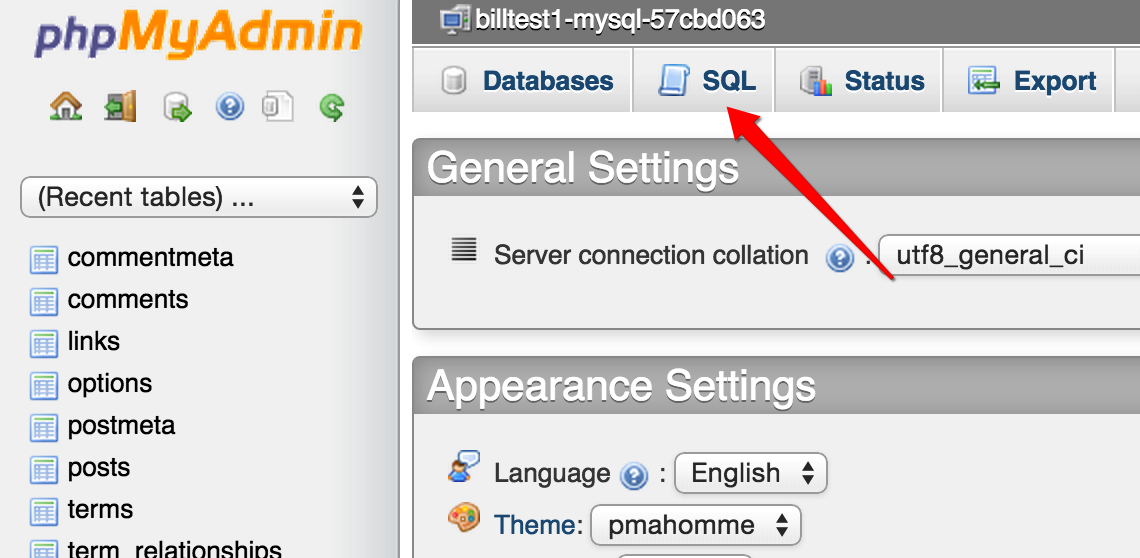 phpMyAdmin
(Recent tables) ...
commentmeta
comments
links
options
postmeta
posts
terms
term_relationships
billtest1-mysql-57cbd063
Databases
SQL
Status
Export
General Settings
Server connection collation : utf8_general_ci
Appearance Settings
Language : English
Theme: pmahomme